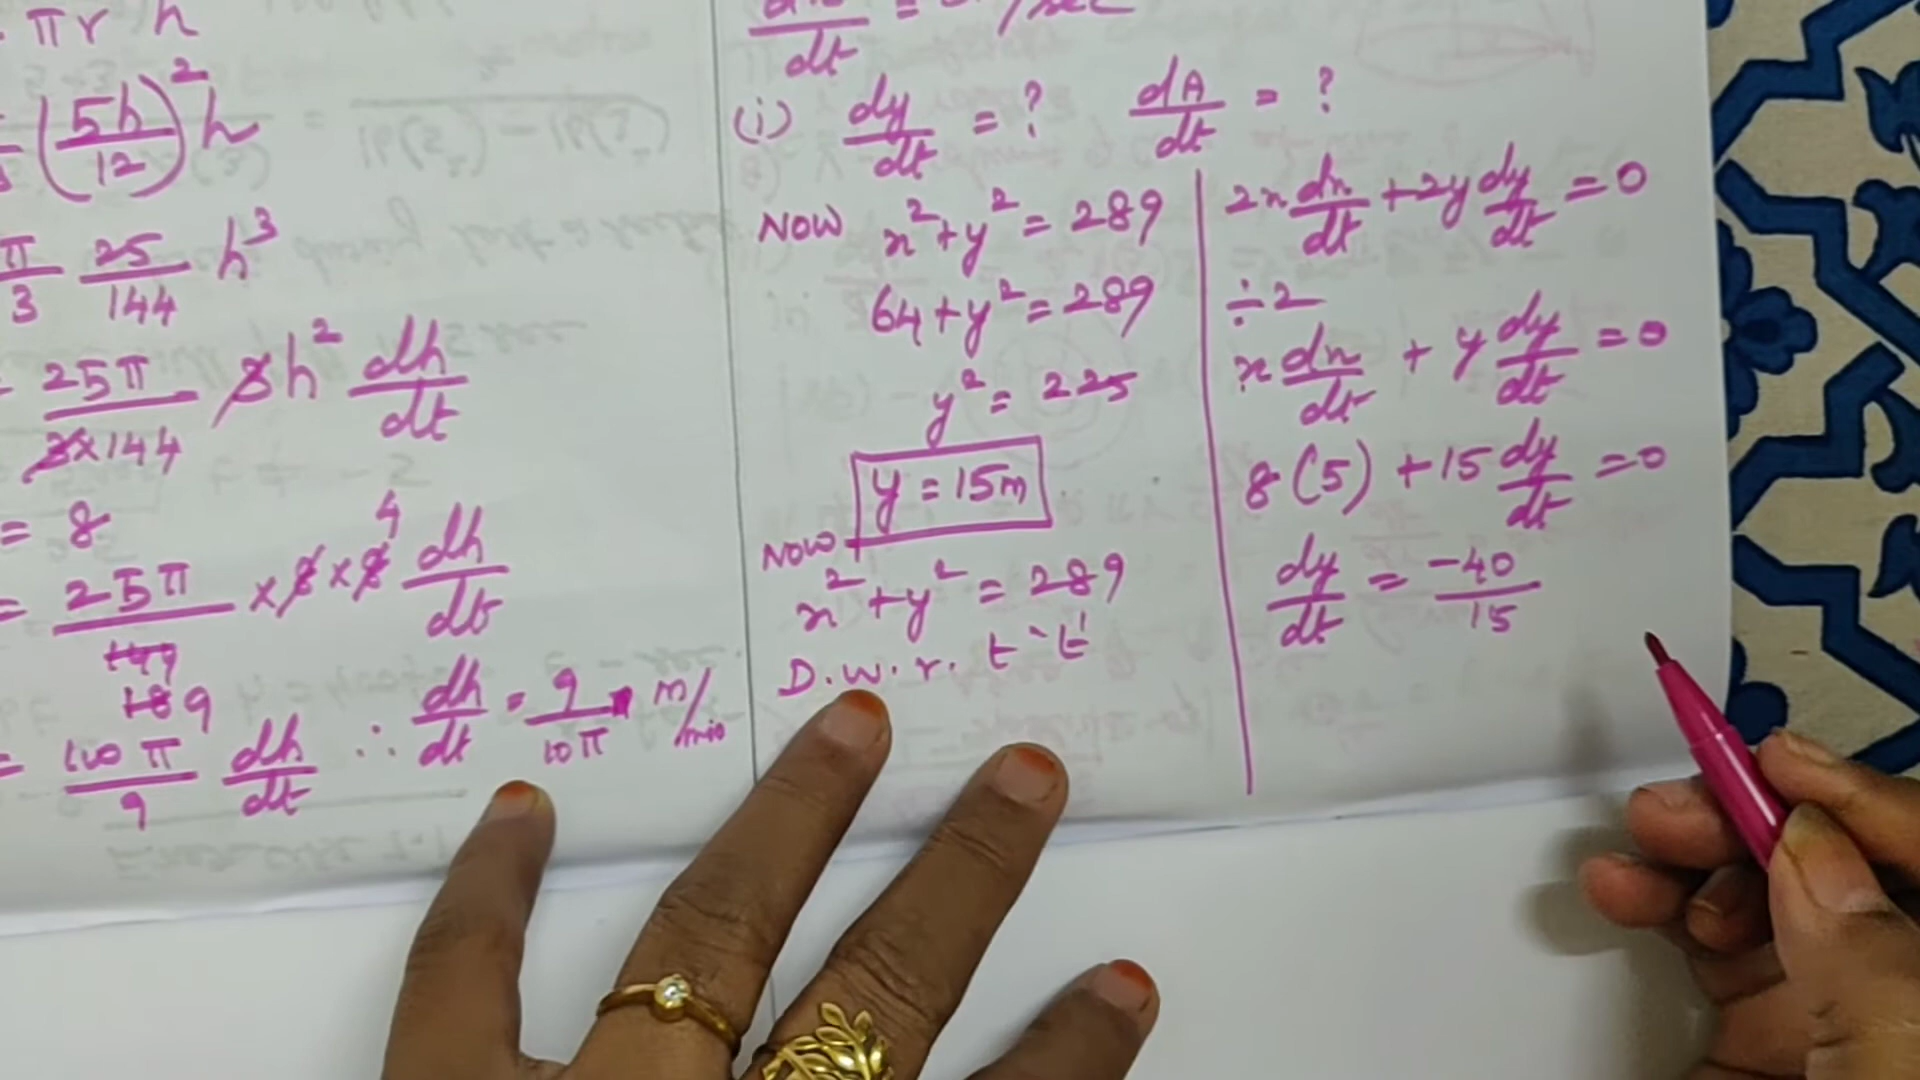 πr h
(5h/12)² h
π/3 25/144 h³
= 25π/3×144 3h² dh/dt
= 8
= 25π/144 × 8 × 8 4 dh/dt
18 9
= 100π/9 dh/dt ∴ dh/dt = 9/10π m/min
dt
(i) dy/dt = ? dA/dt = ?
NOW x² + y² = 289
64 + y² = 289
y² = 225
y = 15m
NOW
x² + y² = 289
D.w.r. t 't'
2x dx/dt + 2y dy/dt = 0
÷2
x dx/dt + y dy/dt = 0
8(5) + 15 dy/dt = 0
dy/dt = -40/15